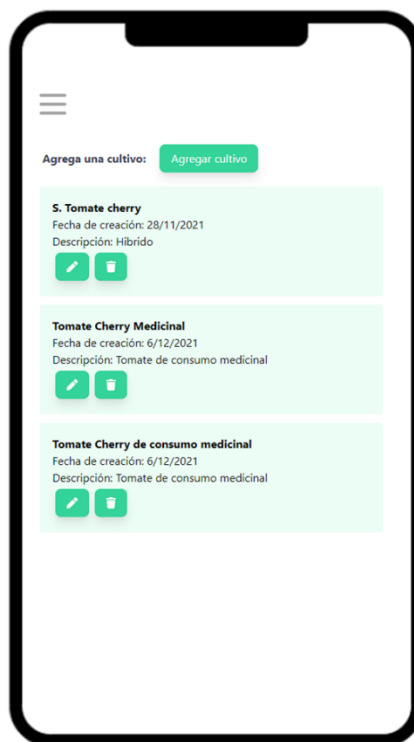 Agrega una cultivo: Agregar cultivo
S. Tomate cherry
Fecha de creación: 28/11/2021
Descripción: Hibrido
Tomate Cherry Medicinal
Fecha de creación: 6/12/2021
Descripción: Tomate de consumo medicinal
Tomate Cherry de consumo medicinal
Fecha de creación: 6/12/2021
Descripción: Tomate de consumo medicinal